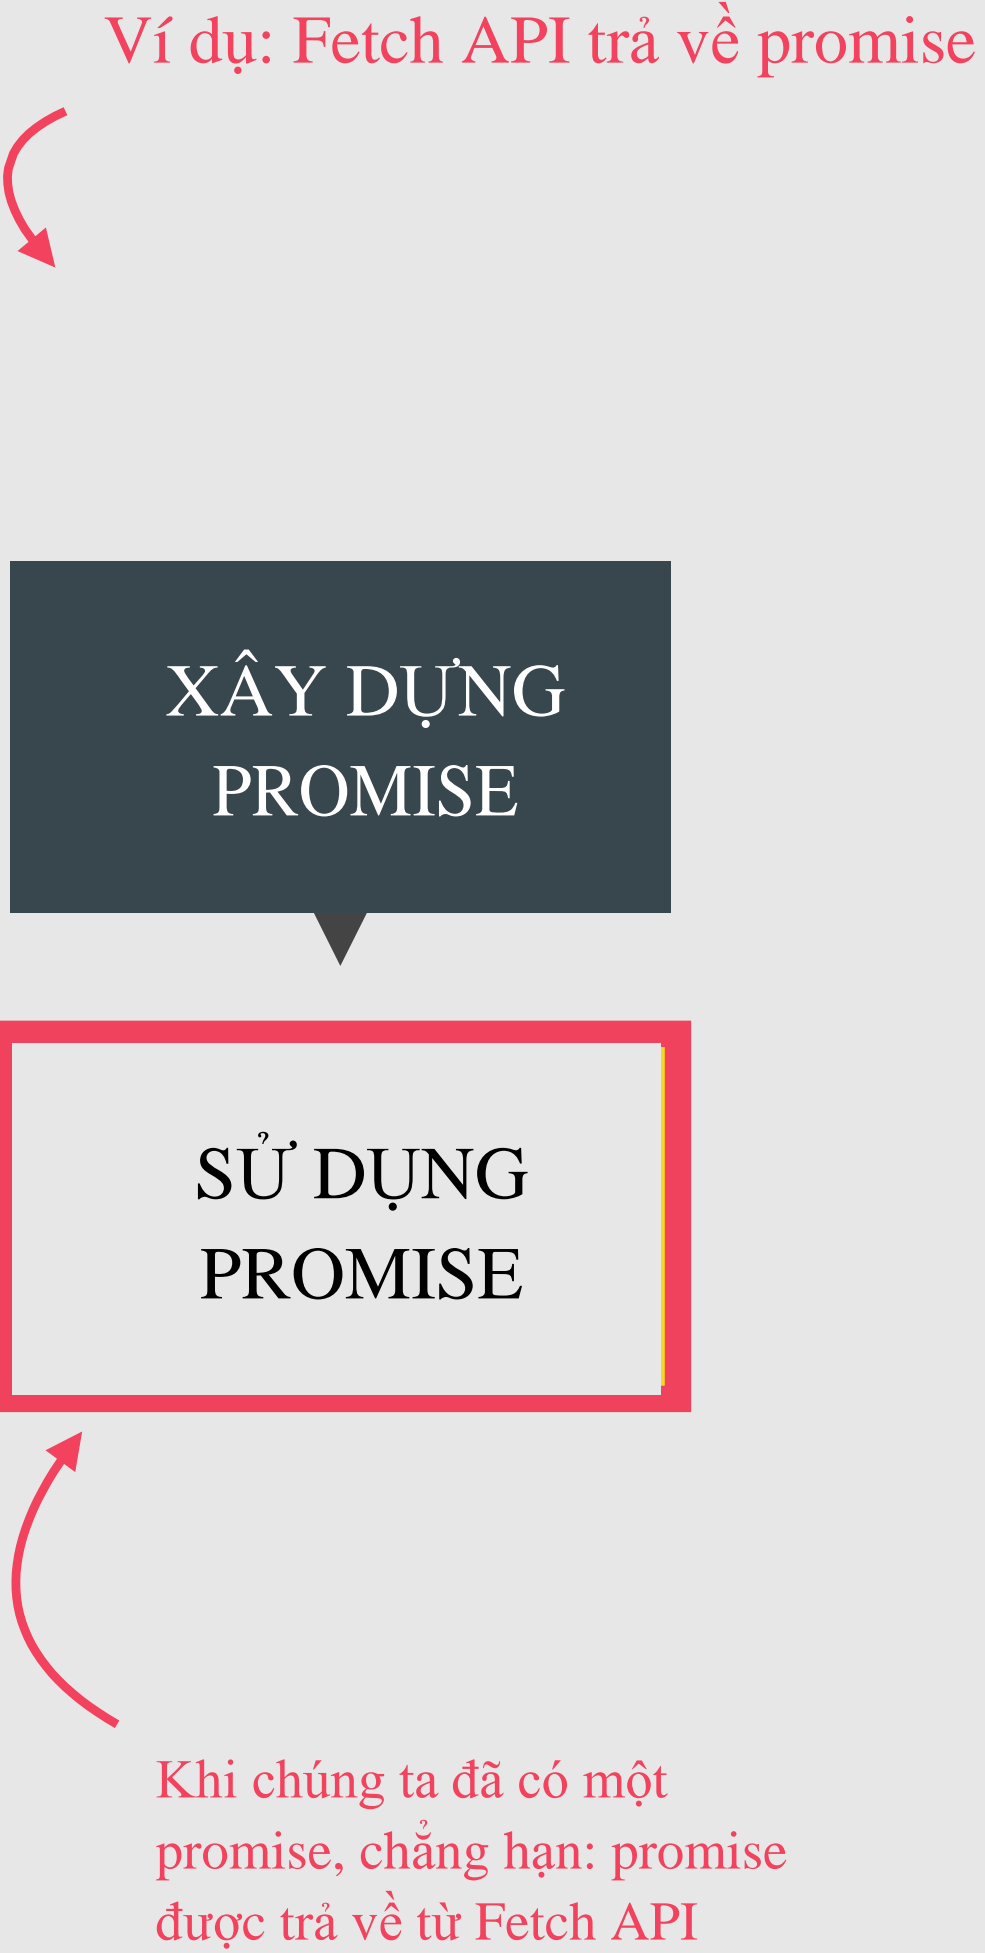 Ví dụ: Fetch API trả về promise
XÂY DỰNG
PROMISE
SỬ DỤNG
PROMISE
Khi chúng ta đã có một
promise, chẳng hạn: promise
được trả về từ Fetch API